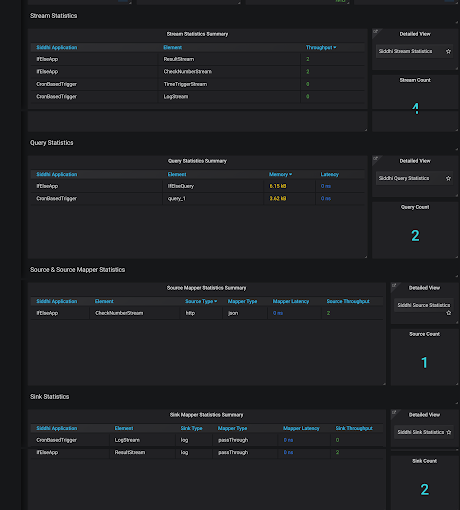 Stream Statistics
Stream Statistics Summary
Siddhi Application Element Throughput
IfElseApp ResultStream 2
IfElseApp CheckNumberStream 2
CronBasedTrigger TimeTriggerStream 0
CronBasedTrigger LogStream 0
Detailed View
Siddhi Stream Statistics
Stream Count
4
Query Statistics
Query Statistics Summary
Siddhi Application Element Memory Latency
IfElseApp IfElseQuery 6.15 kB 0 ns
CronBasedTrigger query_1 3.62 kB 0 ns
Detailed View
Siddhi Query Statistics
Query Count
2
Source & Source Mapper Statistics
Source Mapper Statistics Summary
Siddhi Application Element Source Type Mapper Type Mapper Latency Source Throughput
IfElseApp CheckNumberStream http json 0 ns 2
Detailed View
Siddhi Source Statistics
Source Count
1
Sink Statistics
Sink Mapper Statistics Summary
Siddhi Application Element Sink Type Mapper Type Mapper Latency Sink Throughput
CronBasedTrigger LogStream log passThrough 0 ns 0
IfElseApp ResultStream log passThrough 0 ns 2
Detailed View
Siddhi Sink Statistics
Sink Count
2